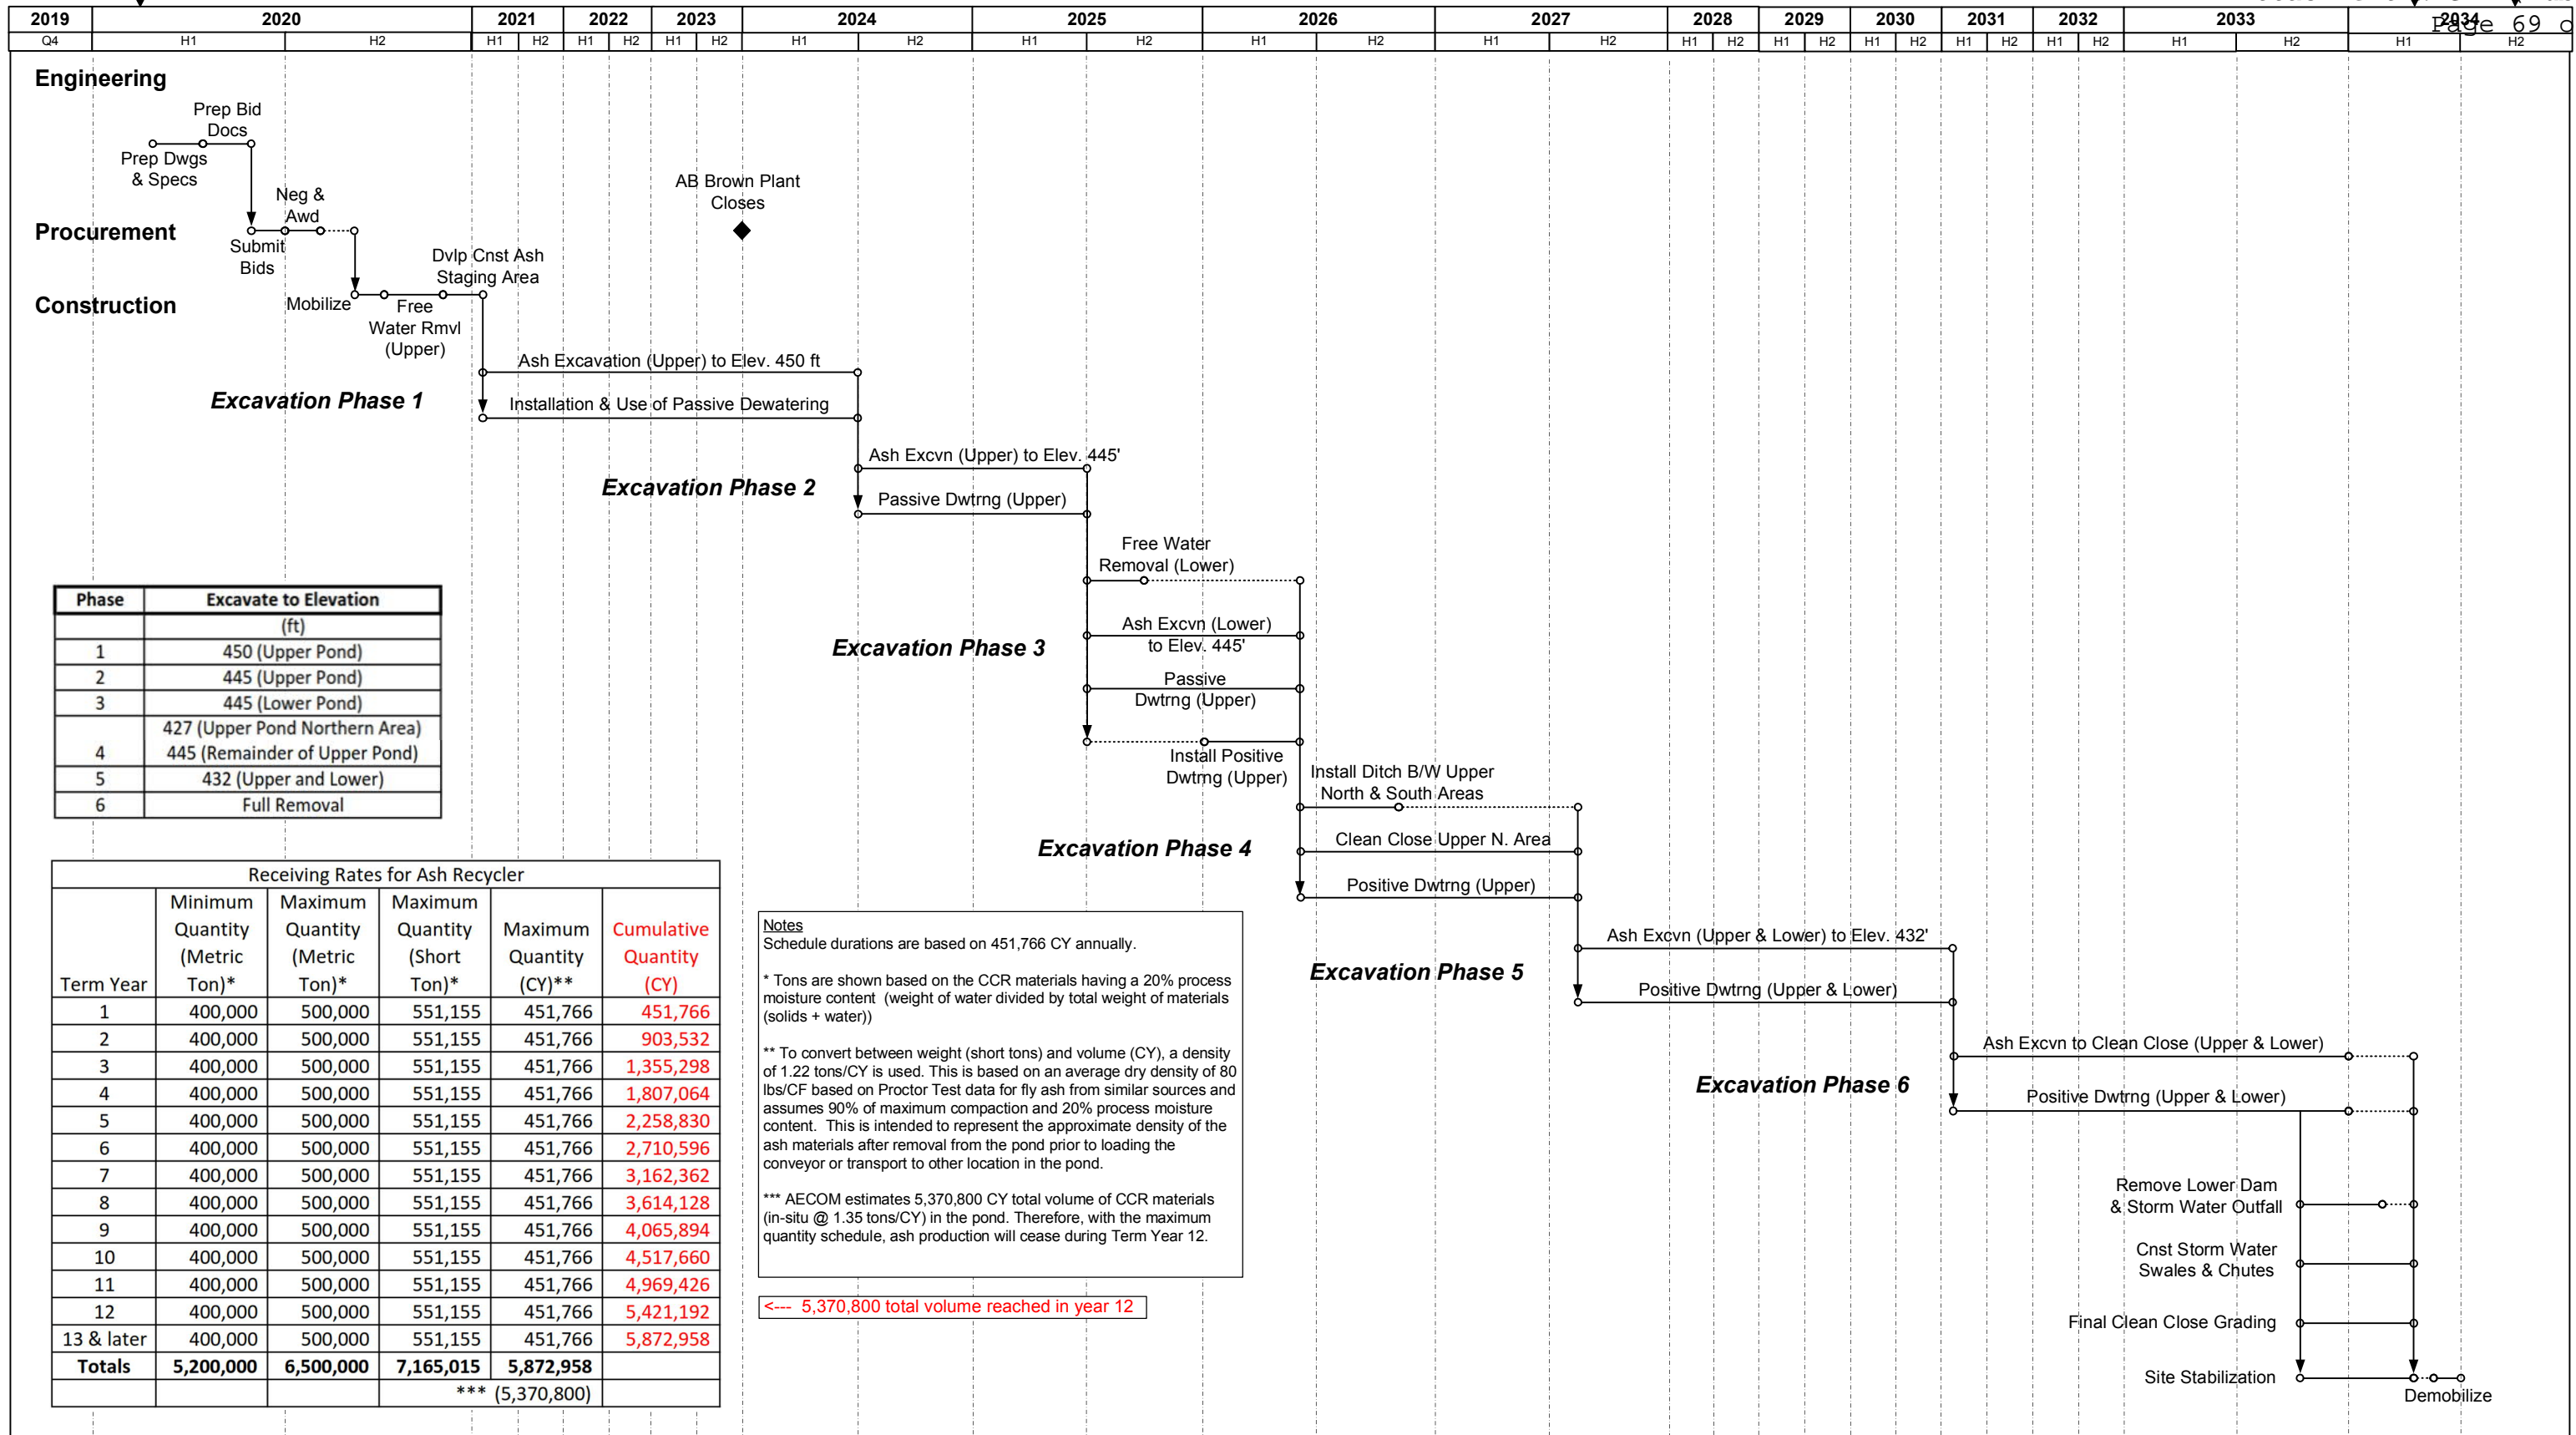 Page 69 o
2019 2020 2021 2022 2023 2024 2025 2026 2027 2028 2029 2030 2031 2032 2033 2034
Q4 H1 H2 H1 H2 H1 H2 H1 H2 H1 H2 H1 H2 H1 H2 H1 H2 H1 H2 H1 H2 H1 H2 H1 H2 H1 H2 H1 H2 H1 H2
Engineering
Prep Bid
Docs
Prep Dwgs
& Specs
Neg &
Awd
AB Brown Plant
Closes
Procurement
Submit
Bids
Dvlp Cnst Ash
Staging Area
Construction
Mobilize
Free
Water Rmvl
(Upper)
Ash Excavation (Upper) to Elev. 450 ft
Excavation Phase 1
Installation & Use of Passive Dewatering
Ash Excvn (Upper) to Elev. 445'
Excavation Phase 2
Passive Dwtrng (Upper)
Free Water
Removal (Lower)
Ash Excvn (Lower)
to Elev. 445'
Excavation Phase 3
Passive
Dwtrng (Upper)
Install Positive
Dwtrng (Upper)
Install Ditch B/W Upper
North & South Areas
Excavation Phase 4
Clean Close Upper N. Area
Positive Dwtrng (Upper)
Ash Excvn (Upper & Lower) to Elev. 432'
Excavation Phase 5
Positive Dwtrng (Upper & Lower)
Ash Excvn to Clean Close (Upper & Lower)
Excavation Phase 6
Positive Dwtrng (Upper & Lower)
Remove Lower Dam
& Storm Water Outfall
Cnst Storm Water
Swales & Chutes
Final Clean Close Grading
Site Stabilization
Demobilize
Phase Excavate to Elevation
(ft)
1 450 (Upper Pond)
2 445 (Upper Pond)
3 445 (Lower Pond)
427 (Upper Pond Northern Area)
4 445 (Remainder of Upper Pond)
5 432 (Upper and Lower)
6 Full Removal
Receiving Rates for Ash Recycler
Minimum Maximum Maximum
Quantity Quantity Quantity Maximum Cumulative
(Metric (Metric (Short Quantity Quantity
Term Year Ton)* Ton)* Ton)* (CY)** (CY)
1 400,000 500,000 551,155 451,766 451,766
2 400,000 500,000 551,155 451,766 903,532
3 400,000 500,000 551,155 451,766 1,355,298
4 400,000 500,000 551,155 451,766 1,807,064
5 400,000 500,000 551,155 451,766 2,258,830
6 400,000 500,000 551,155 451,766 2,710,596
7 400,000 500,000 551,155 451,766 3,162,362
8 400,000 500,000 551,155 451,766 3,614,128
9 400,000 500,000 551,155 451,766 4,065,894
10 400,000 500,000 551,155 451,766 4,517,660
11 400,000 500,000 551,155 451,766 4,969,426
12 400,000 500,000 551,155 451,766 5,421,192
13 & later 400,000 500,000 551,155 451,766 5,872,958
Totals 5,200,000 6,500,000 7,165,015 5,872,958
*** (5,370,800)
Notes
Schedule durations are based on 451,766 CY annually.
* Tons are shown based on the CCR materials having a 20% process
moisture content (weight of water divided by total weight of materials
(solids + water))
** To convert between weight (short tons) and volume (CY), a density
of 1.22 tons/CY is used. This is based on an average dry density of 80
lbs/CF based on Proctor Test data for fly ash from similar sources and
assumes 90% of maximum compaction and 20% process moisture
content. This is intended to represent the approximate density of the
ash materials after removal from the pond prior to loading the
conveyor or transport to other location in the pond.
*** AECOM estimates 5,370,800 CY total volume of CCR materials
(in-situ @ 1.35 tons/CY) in the pond. Therefore, with the maximum
quantity schedule, ash production will cease during Term Year 12.
<--- 5,370,800 total volume reached in year 12